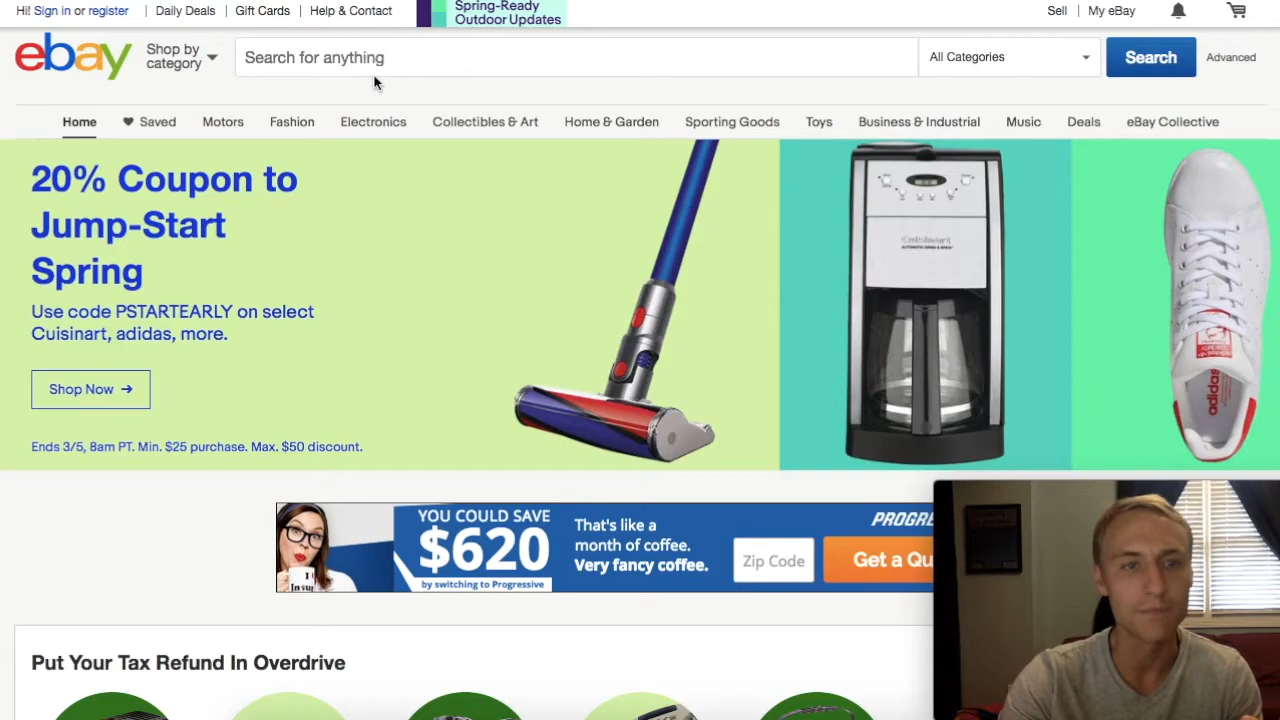 Hi! Sign in or register
Daily Deals
Gift Cards
Help & Contact
Spring-Ready
Outdoor Updates
Sell
My eBay
ebay
Shop by
category
Search for anything
All Categories
Search
Advanced
Home
Saved
Motors
Fashion
Electronics
Collectibles & Art
Home & Garden
Sporting Goods
Toys
Business & Industrial
Music
Deals
eBay Collective
20% Coupon to
Jump-Start
Spring
Use code PSTARTEARLY on select
Cuisinart, adidas, more.
Shop Now →
Ends 3/5, 8am PT. Min. $25 purchase. Max. $50 discount.
adidas
YOU COULD SAVE
$620
by switching to Progressive
That's like a
month of coffee.
Very fancy coffee.
Zip Code
PROGRE
Get a Qu
Put Your Tax Refund In Overdrive